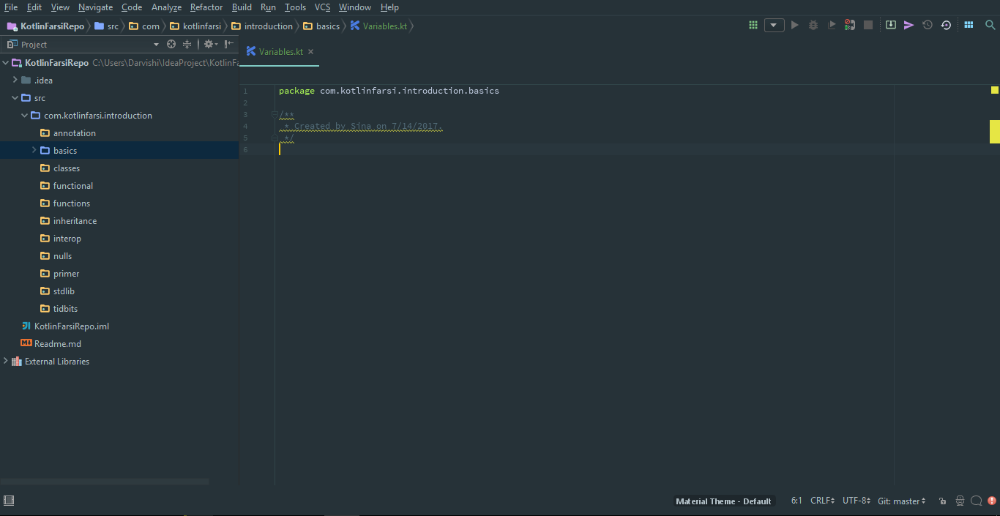 File Edit View Navigate Code Analyze Refactor Build Run Tools VCS Window Help
KotlinFarsiRepo src com kotlinfarsi introduction basics Variables.kt
Project
Variables.kt
KotlinFarsiRepo C:\Users\Darvishi\IdeaProject\KotlinFa
.idea
src
com.kotlinfarsi.introduction
annotation
basics
classes
functional
functions
inheritance
interop
nulls
primer
stdlib
tidbits
KotlinFarsiRepo.iml
Readme.md
External Libraries
1 package com.kotlinfarsi.introduction.basics
2
3 /**
4 * Created by Sina on 7/14/2017.
5 */
6
Material Theme - Default 6:1 CRLF UTF-8 Git: master